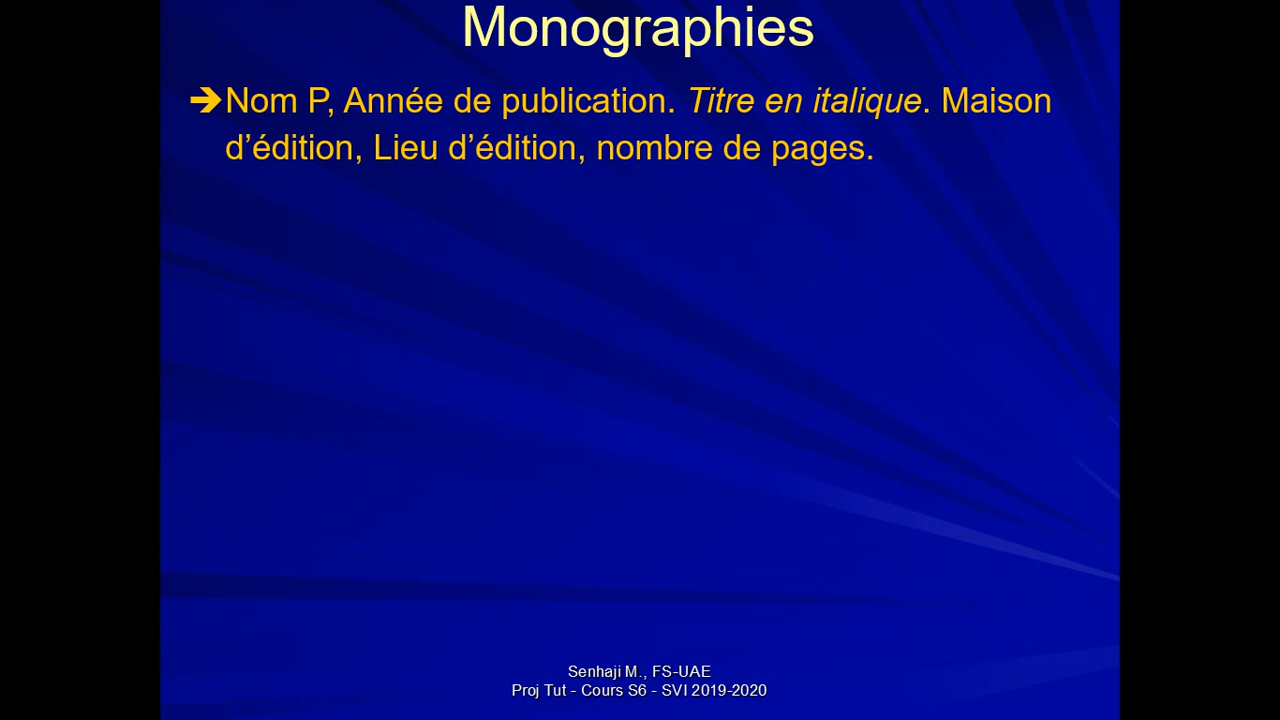 Monographies
➔Nom P, Année de publication. Titre en italique. Maison
d’édition, Lieu d’édition, nombre de pages.
Senhaji M., FS-UAE
Proj Tut - Cours S6 - SVI 2019-2020